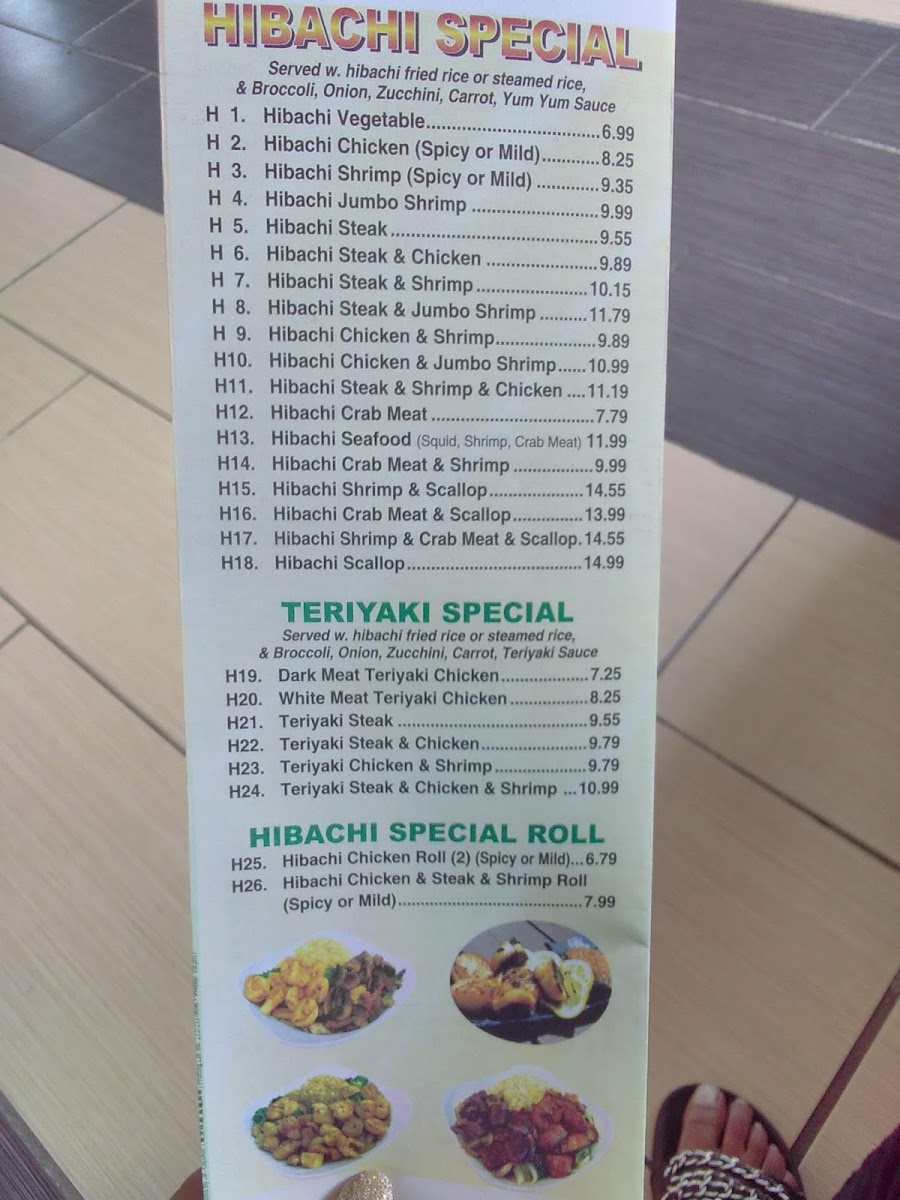 HIBACHI SPECIAL
Served w. hibachi fried rice or steamed rice,
& Broccoli, Onion, Zucchini, Carrot, Yum Yum Sauce
H 1. Hibachi Vegetable..............................6.99
H 2. Hibachi Chicken (Spicy or Mild)............8.25
H 3. Hibachi Shrimp (Spicy or Mild) ............9.35
H 4. Hibachi Jumbo Shrimp ........................9.99
H 5. Hibachi Steak ......................................9.55
H 6. Hibachi Steak & Chicken .....................9.89
H 7. Hibachi Steak & Shrimp .....................10.15
H 8. Hibachi Steak & Jumbo Shrimp ..........11.79
H 9. Hibachi Chicken & Shrimp...................9.89
H10. Hibachi Chicken & Jumbo Shrimp......10.99
H11. Hibachi Steak & Shrimp & Chicken ....11.19
H12. Hibachi Crab Meat ...............................7.79
H13. Hibachi Seafood (Squid, Shrimp, Crab Meat) 11.99
H14. Hibachi Crab Meat & Shrimp ...............9.99
H15. Hibachi Shrimp & Scallop...................14.55
H16. Hibachi Crab Meat & Scallop..............13.99
H17. Hibachi Shrimp & Crab Meat & Scallop.14.55
H18. Hibachi Scallop...................................14.99
TERIYAKI SPECIAL
Served w. hibachi fried rice or steamed rice,
& Broccoli, Onion, Zucchini, Carrot, Teriyaki Sauce
H19. Dark Meat Teriyaki Chicken..................7.25
H20. White Meat Teriyaki Chicken ................8.25
H21. Teriyaki Steak .......................................9.55
H22. Teriyaki Steak & Chicken......................9.79
H23. Teriyaki Chicken & Shrimp...................9.79
H24. Teriyaki Steak & Chicken & Shrimp ...10.99
HIBACHI SPECIAL ROLL
H25. Hibachi Chicken Roll (2) (Spicy or Mild)...6.79
H26. Hibachi Chicken & Steak & Shrimp Roll
(Spicy or Mild)......................................7.99